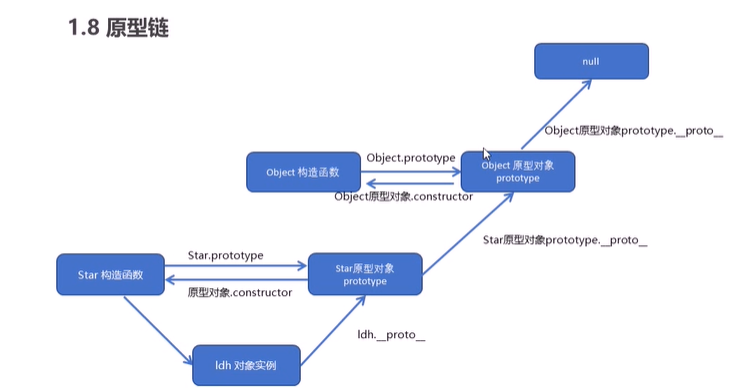 1.8 原型链
null
Object原型对象prototype.__proto__
Object.prototype
Object 构造函数
Object 原型对象
prototype
Object原型对象.constructor
Star原型对象prototype.__proto__
Star.prototype
Star 构造函数
Star原型对象
prototype
原型对象.constructor
ldh.__proto__
ldh 对象实例